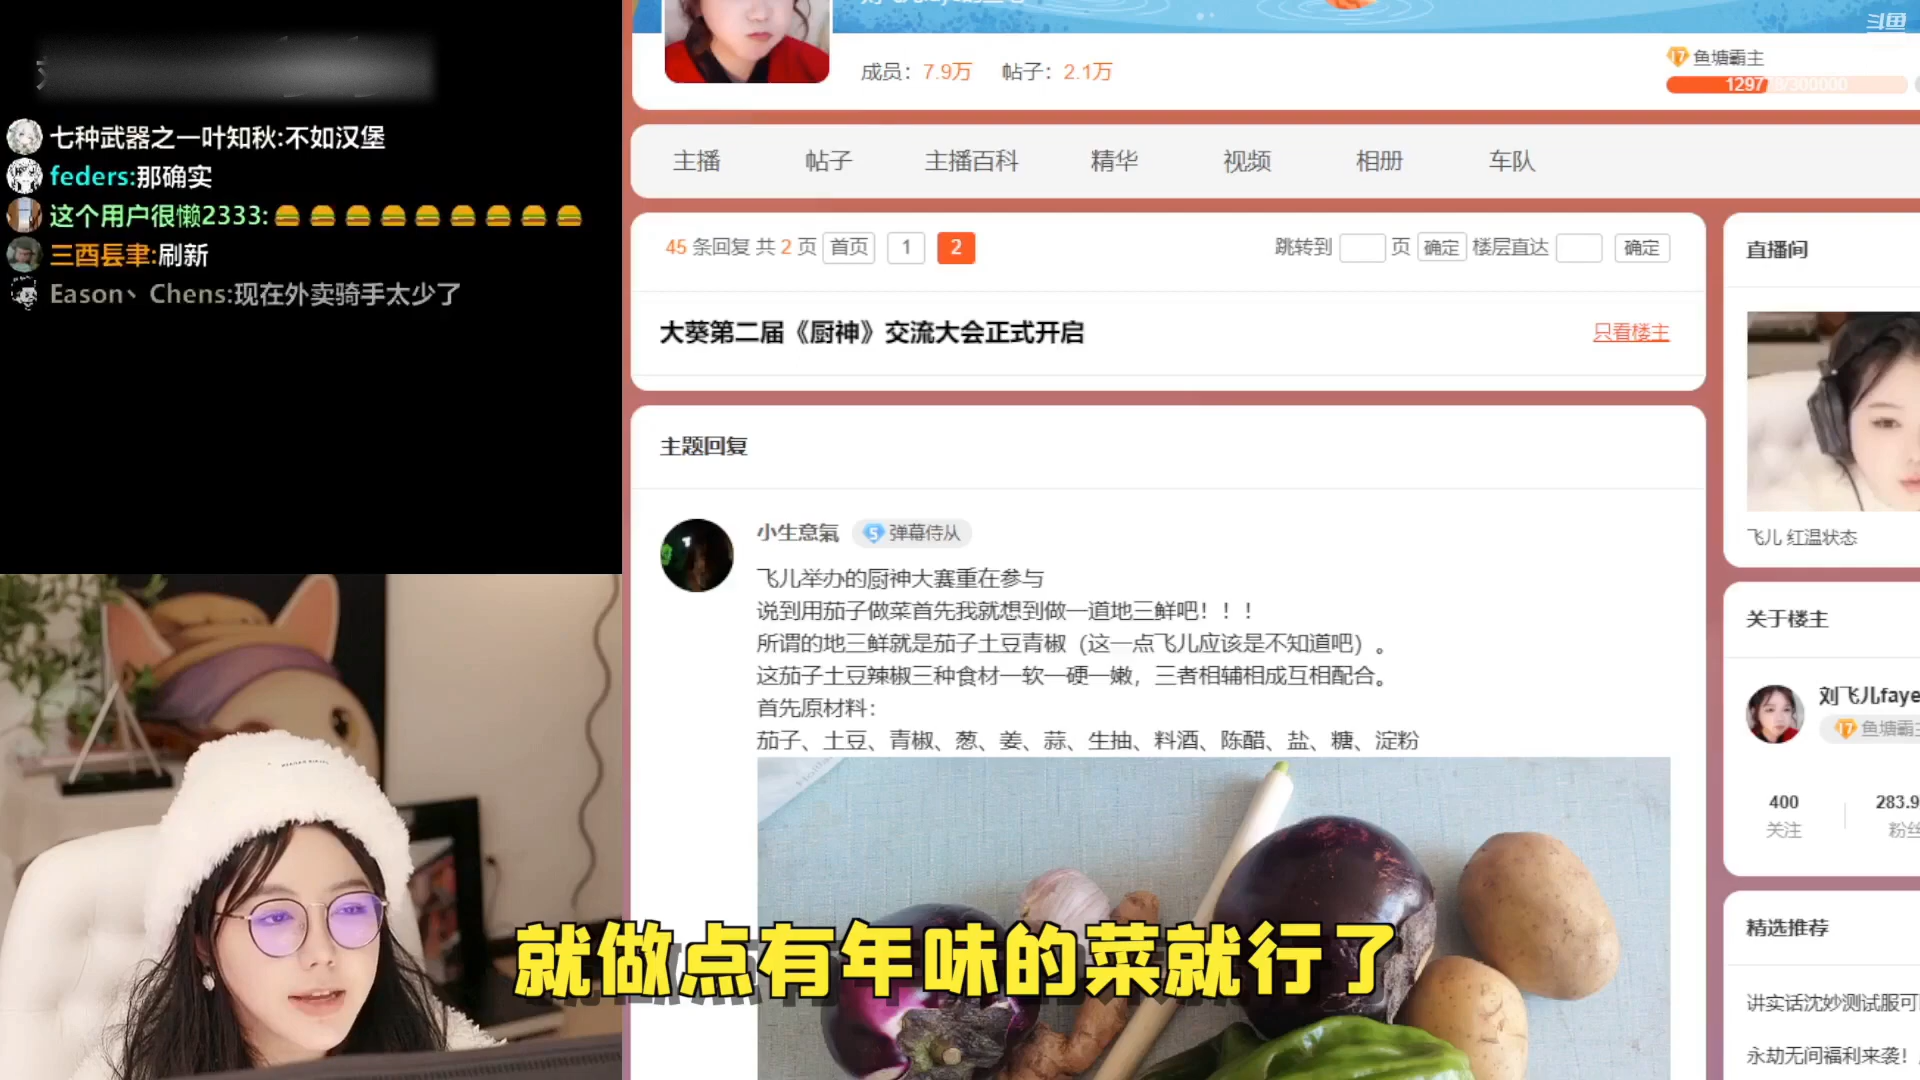 斗鱼
成员：7.9万 帖子：2.1万
鱼塘霸主
主播 帖子 主播百科 精华 视频 相册 车队
七种武器之一叶知秋:不如汉堡
feders:那确实
这个用户很懒2333:
三酉镸聿:刷新
Eason丶Chens:现在外卖骑手太少了
45 条回复 共 2 页 首页 1 2
跳转到 页 确定 楼层直达 确定
大葵第二届《厨神》交流大会正式开启
只看楼主
主题回复
小生意氣 5 弹幕侍从
飞儿举办的厨神大赛重在参与
说到用茄子做菜首先我就想到做一道地三鲜吧！！！
所谓的地三鲜就是茄子土豆青椒（这一点飞儿应该是不知道吧）。
这茄子土豆辣椒三种食材一软一硬一嫩，三者相辅相成互相配合。
首先原材料：
茄子、土豆、青椒、葱、姜、蒜、生抽、料酒、陈醋、盐、糖、淀粉
直播间
飞儿 红温状态
关于楼主
刘飞儿faye
17 鱼塘霸主
400
关注
283.9
粉丝
精选推荐
讲实话沈妙测试服可
永劫无间福利来袭！
就做点有年味的菜就行了